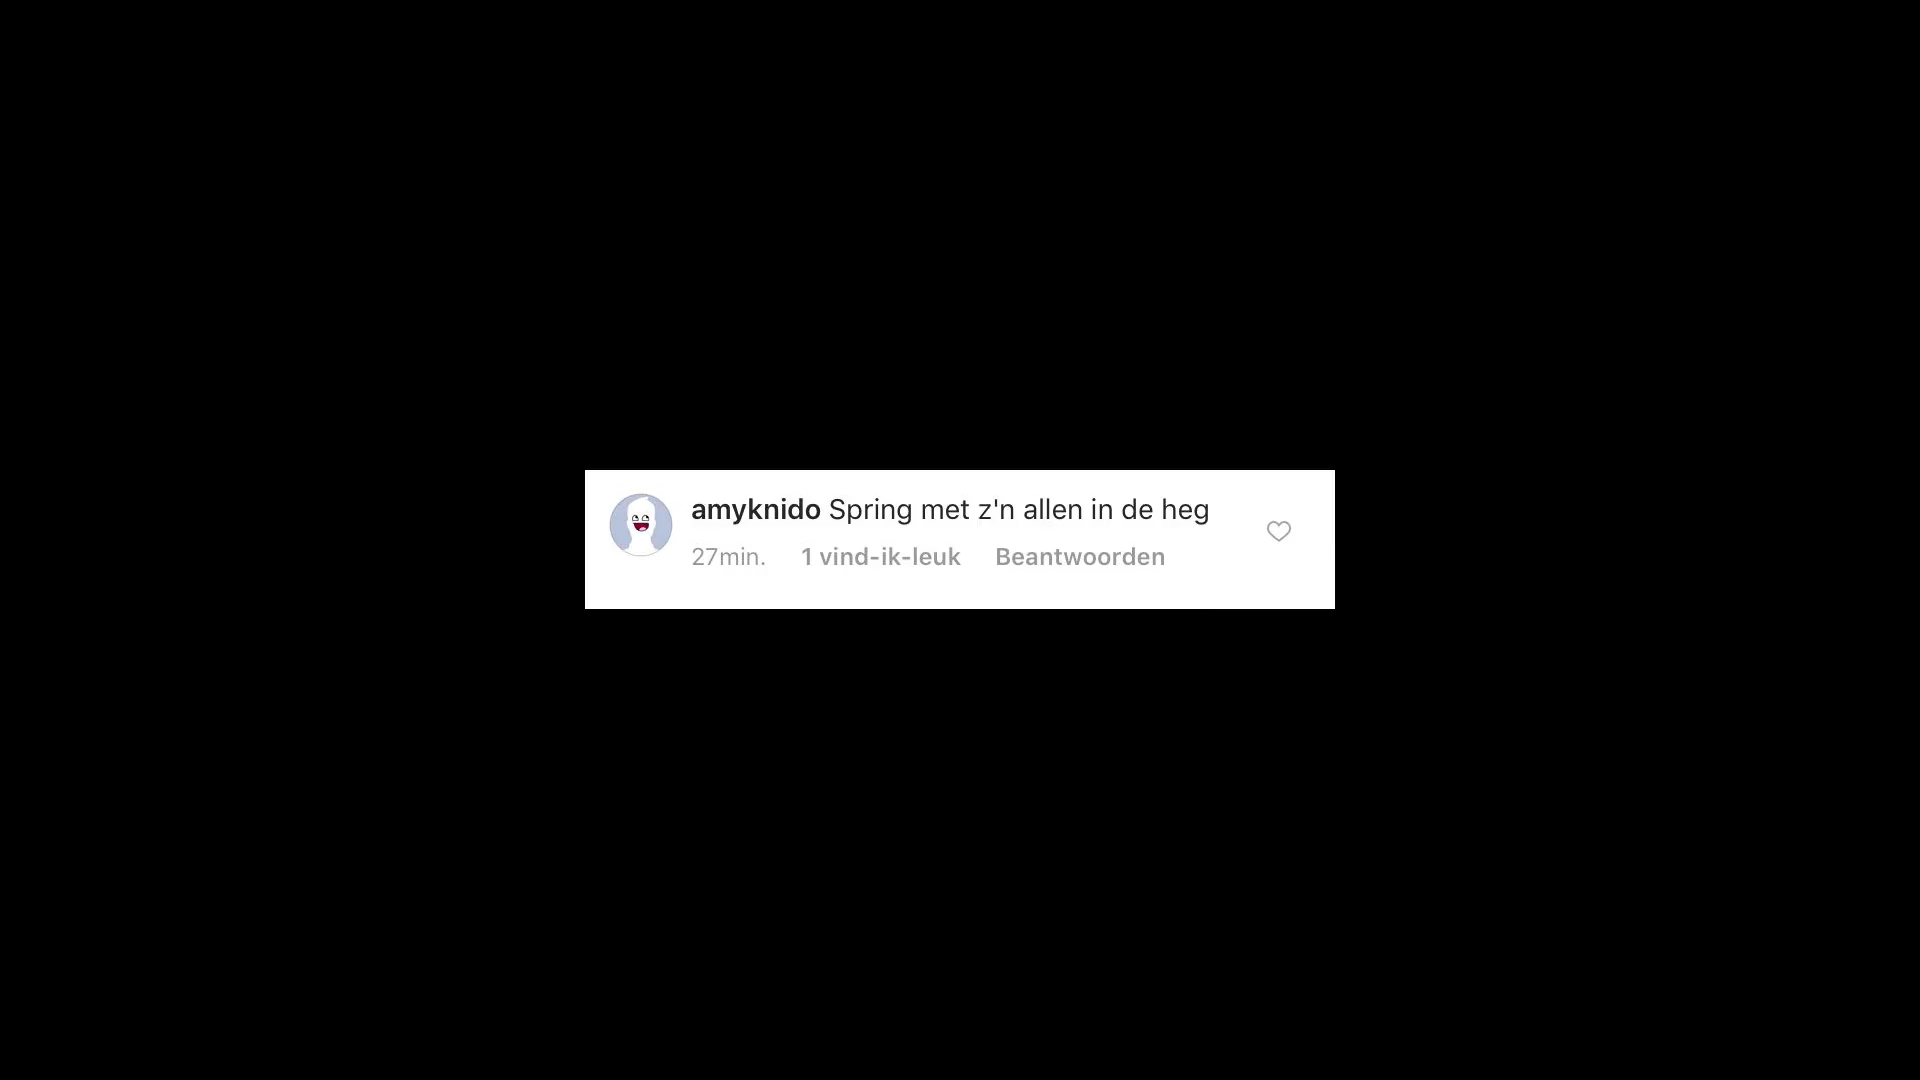 amyknido Spring met z'n allen in de heg
27min. 1 vind-ik-leuk Beantwoorden